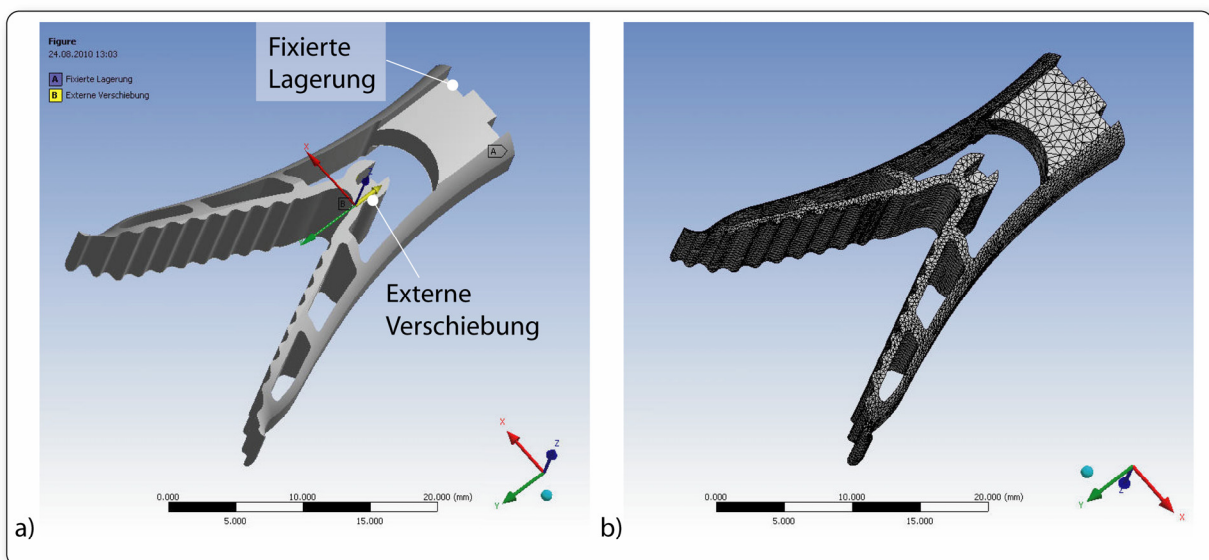 Figure
24.08.2010 13:03
A Fixierte Lagerung
B Externe Verschiebung
Fixierte
Lagerung
A
X
B
Externe
Verschiebung
X
Z
Y
0.000 10.000 20.000 (mm)
5.000 15.000
a)
Z
Y
X
0.000 10.000 20.000 (mm)
5.000 15.000
b)